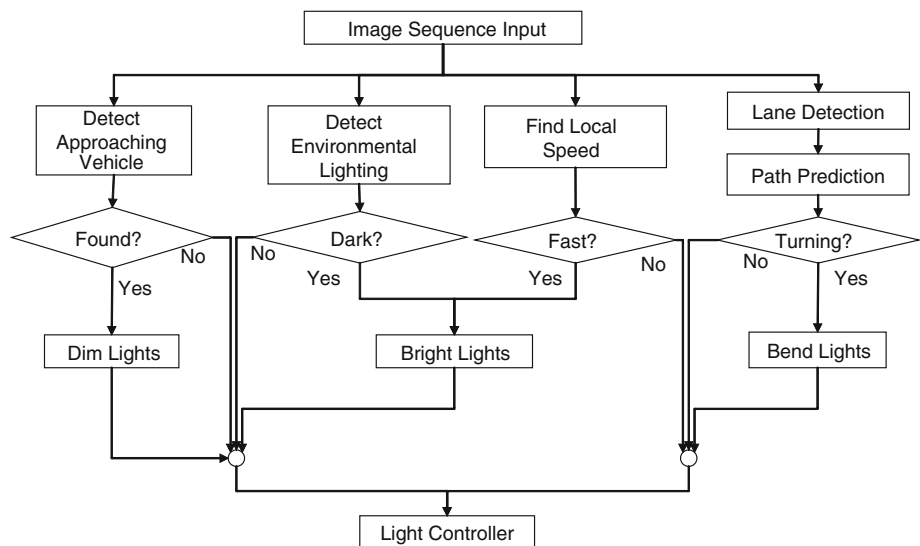 Image Sequence Input
Detect
Approaching
Vehicle
Detect
Environmental
Lighting
Find Local
Speed
Lane Detection
Path Prediction
Found?
No
Yes
Dark?
No
Yes
Fast?
Yes
No
Turning?
No
Yes
Dim Lights
Bright Lights
Bend Lights
Light Controller